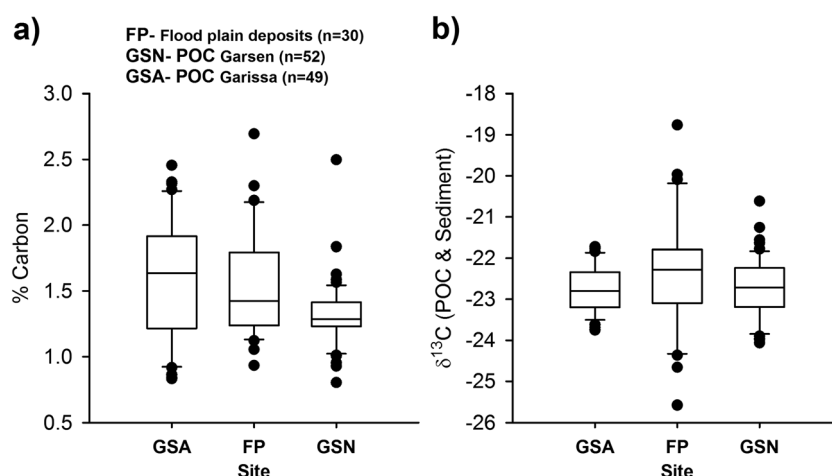 a)
FP- Flood plain deposits (n=30)
GSN- POC Garsen (n=52)
GSA- POC Garissa (n=49)
3.0
2.5
2.0
1.5
1.0
0.5
% Carbon
GSA FP GSN
Site
b)
-18
-19
-20
-21
-22
-23
-24
-25
-26
δ13C (POC & Sediment)
GSA FP GSN
Site